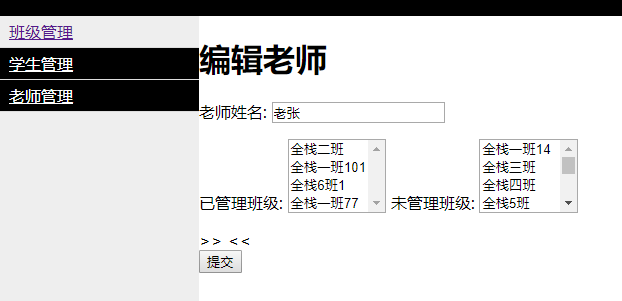 班级管理
学生管理
老师管理
编辑老师
老师姓名: 老张
已管理班级:
全栈二班
全栈一班101
全栈6班1
全栈一班77
未管理班级:
全栈一班14
全栈三班
全栈四班
全栈5班
>> <<
提交